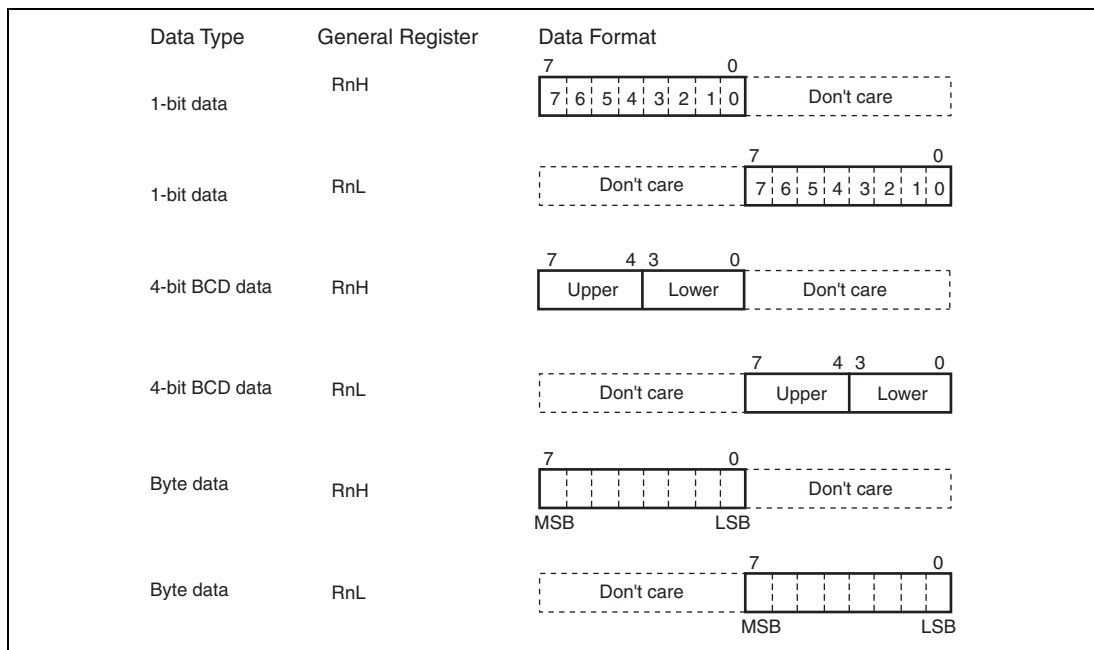 Data Type General Register Data Format
7 0
1-bit data RnH 7 6 5 4 3 2 1 0 Don't care
7 0
1-bit data RnL Don't care 7 6 5 4 3 2 1 0
7 4 3 0
4-bit BCD data RnH Upper Lower Don't care
7 4 3 0
4-bit BCD data RnL Don't care Upper Lower
7 0
Byte data RnH Don't care
MSB LSB
7 0
Byte data RnL Don't care
MSB LSB